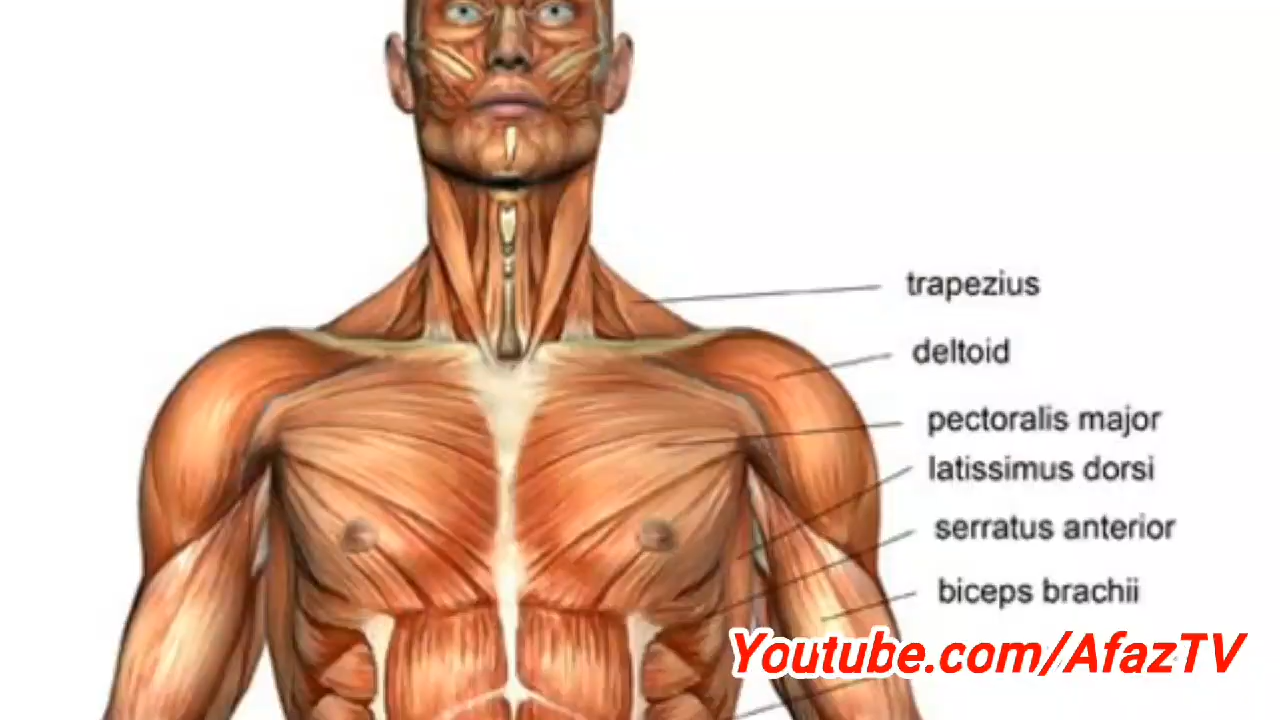 trapezius
deltoid
pectoralis major
latissimus dorsi
serratus anterior
biceps brachii
Youtube.com/AfazTV